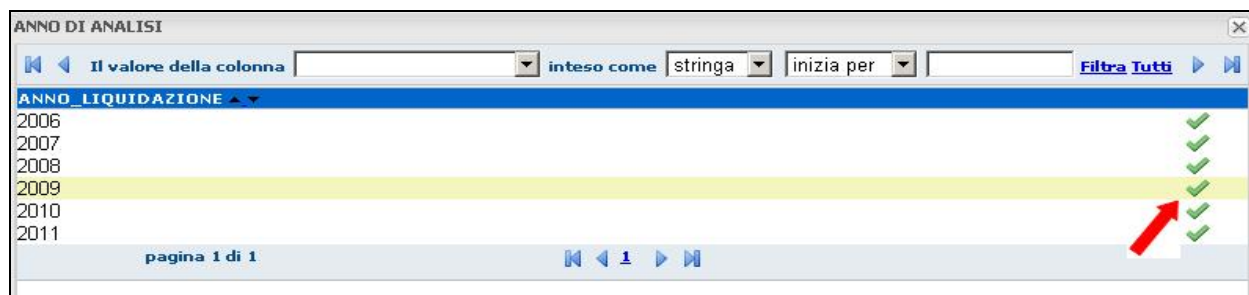 ANNO DI ANALISI
Il valore della colonna inteso come stringa inizia per Filtra Tutti
ANNO_LIQUIDAZIONE
2006
2007
2008
2009
2010
2011
pagina 1 di 1 1